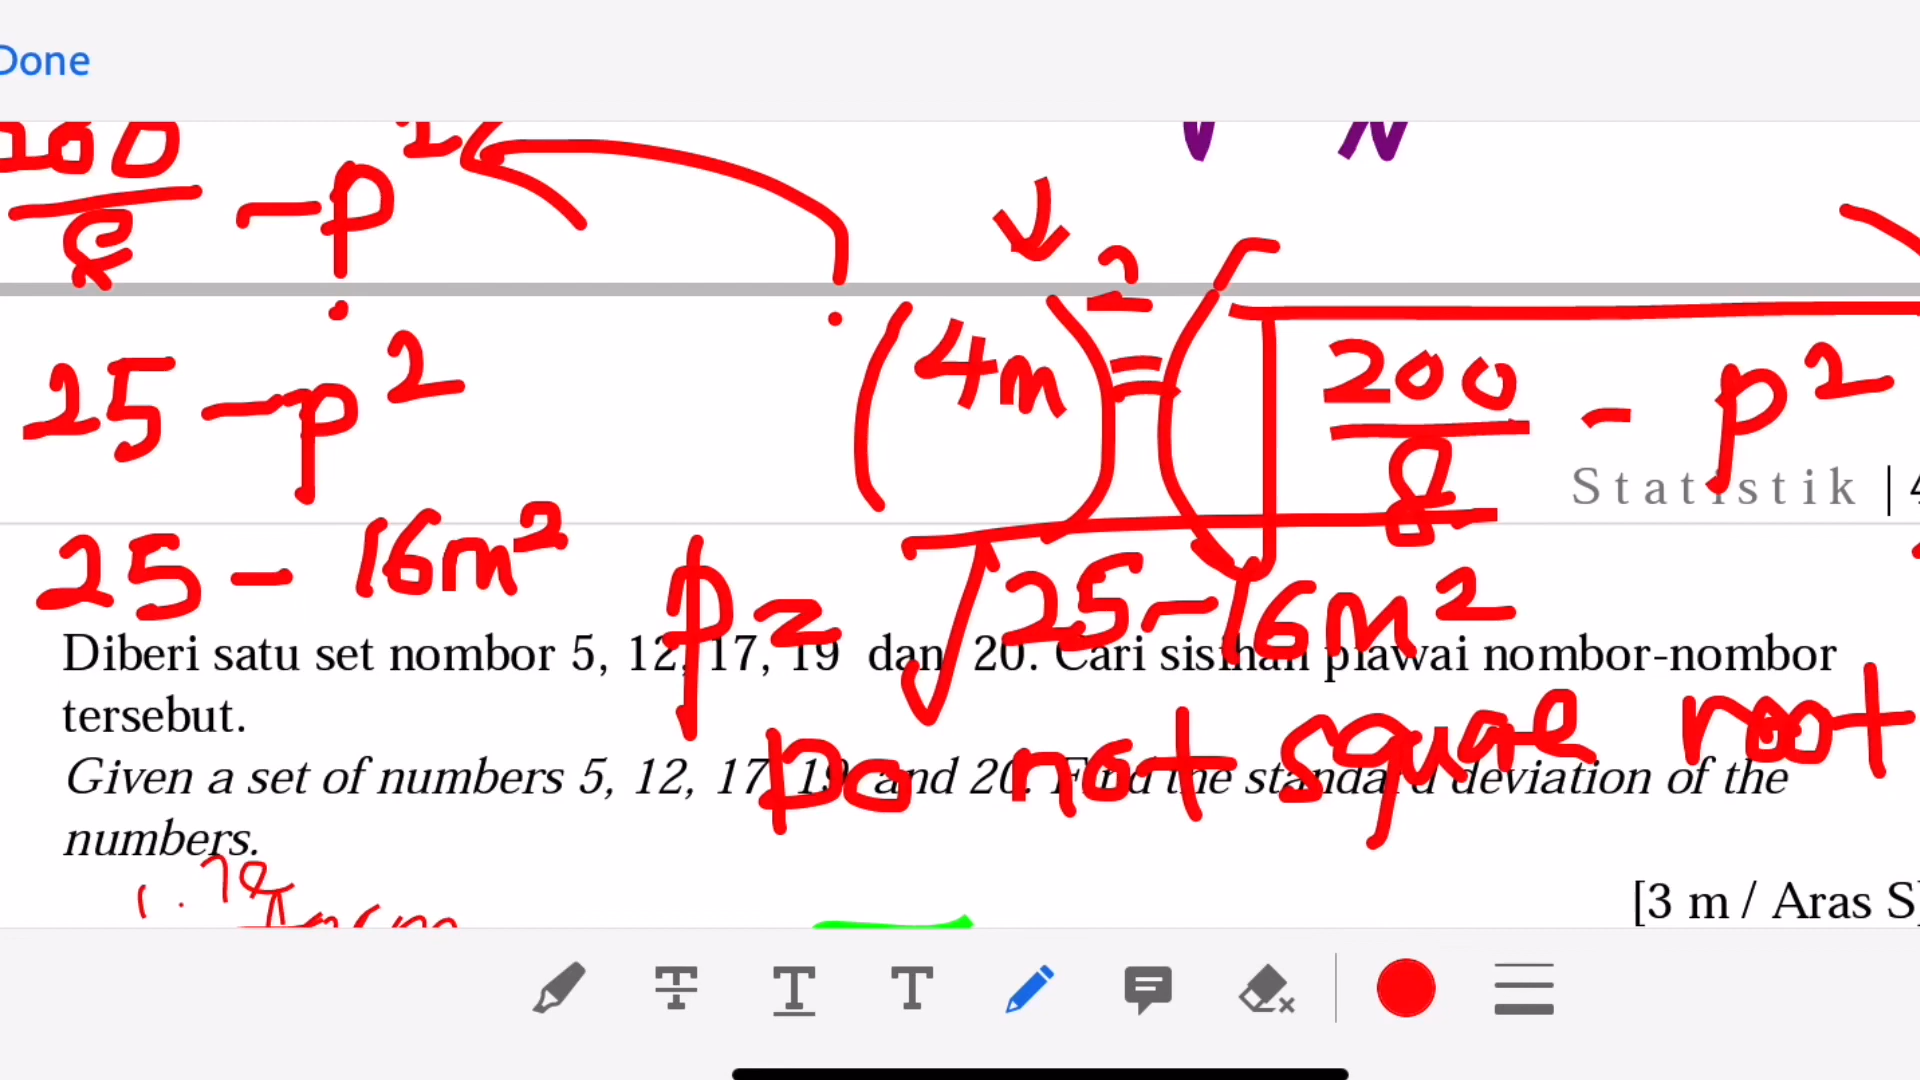 Done
200/8 - p²
(4m)² = (√200/8 - p²
25 - p²
Statistik | 4
25 - 16m²
p = √25 - 16m²
Diberi satu set nombor 5, 12, 17, 19 dan 20. Cari sisihan piawai nombor-nombor
tersebut.
Do not square root
Given a set of numbers 5, 12, 17, 19 and 20. Find the standard deviation of the
numbers.
[3 m / Aras S]